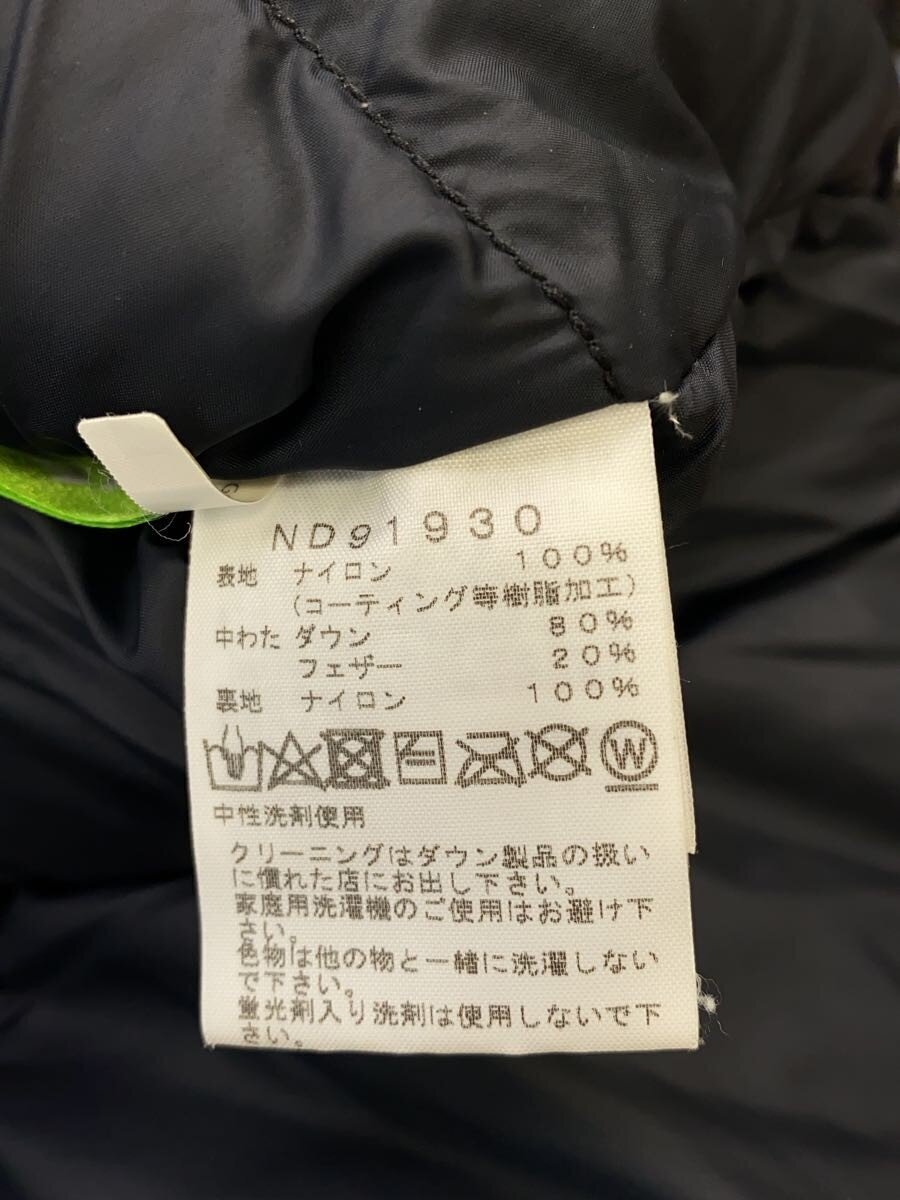 ND91930
表地 ナイロン 100%
(コーティング等樹脂加工)
中わた ダウン 80%
フェザー 20%
裏地 ナイロン 100%
W
中性洗剤使用
クリーニングはダウン製品の扱い
に慣れた店にお出し下さい。
家庭用洗濯機のご使用はお避け下
さい。
色物は他の物と一緒に洗濯しない
で下さい。
蛍光剤入り洗剤は使用しないで下
さい。